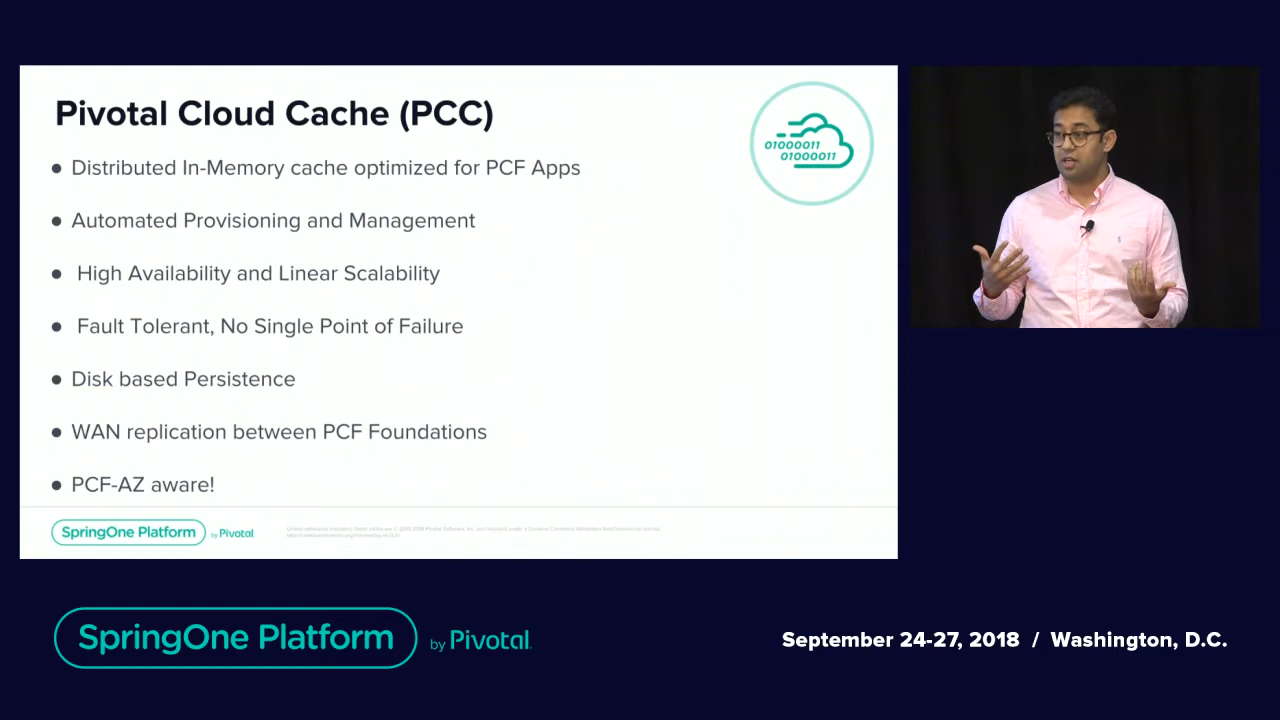 Pivotal Cloud Cache (PCC)
● Distributed In-Memory cache optimized for PCF Apps
● Automated Provisioning and Management
● High Availability and Linear Scalability
● Fault Tolerant, No Single Point of Failure
● Disk based Persistence
● WAN replication between PCF Foundations
● PCF-AZ aware!
01000011
01000011
SpringOne Platform by Pivotal
SpringOne Platform by Pivotal.
September 24-27, 2018 / Washington, D.C.